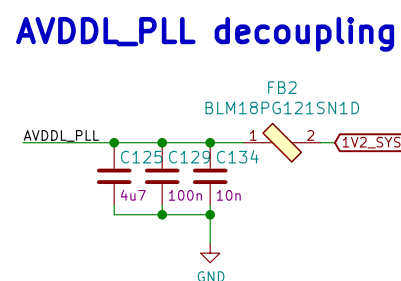 AVDDL_PLL decoupling
FB2
BLM18PG121SN1D
AVDDL_PLL
1
2
1V2_SYS
C125
C129
C134
4u7
100n
10n
GND